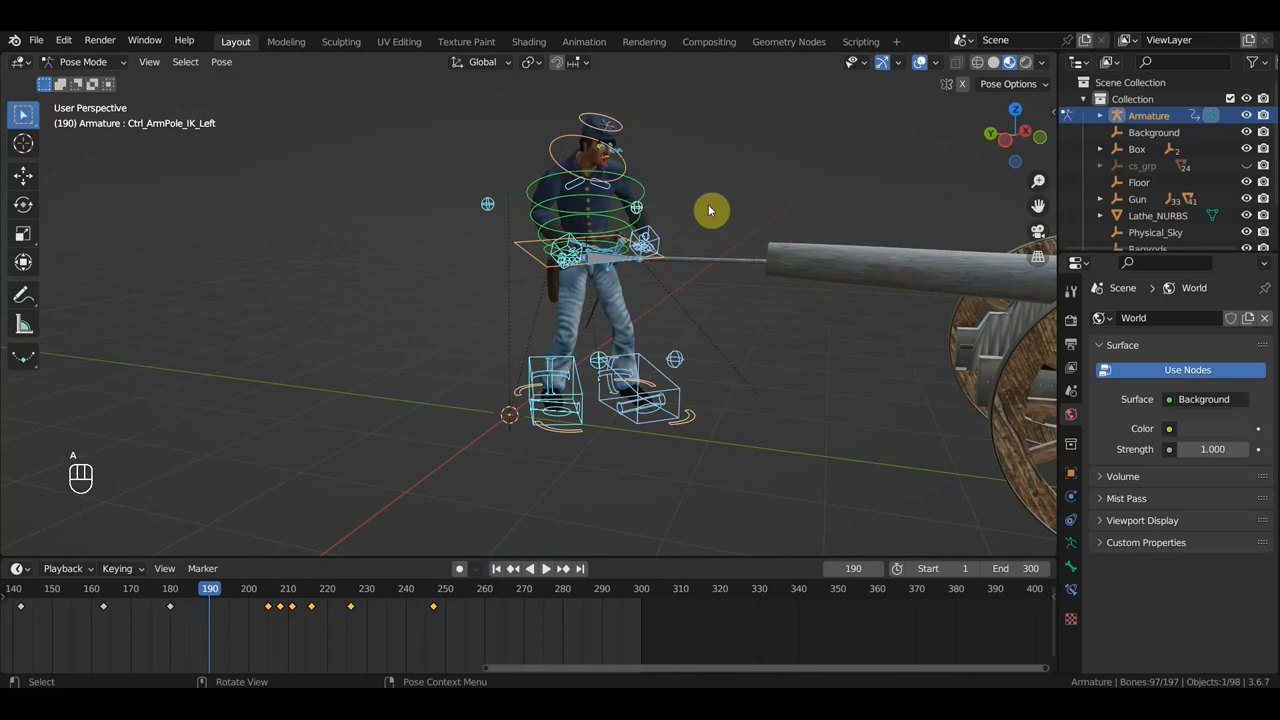 File Edit Render Window Help Layout Modeling Sculpting UV Editing Texture Paint Shading Animation Rendering Compositing Geometry Nodes Scripting + Scene ViewLayer
Pose Mode View Select Pose Global
X Pose Options
User Perspective
(190) Armature : Ctrl_ArmPole_IK_Left
Z
Y
X
Scene Collection
Collection
Armature
Background
Box 2
cs_grp 24
Floor
Gun 33 41
Lathe_NURBS
Physical_Sky
Scene > World
World
Surface
Use Nodes
Surface Background
Color
Strength 1.000
Volume
Mist Pass
Viewport Display
Custom Properties
A
Playback Keying View Marker 190 Start 1 End 300
140 160 170 180 190 200 210 220 230 240 250 260 270 280 290 300 310 320 330 340 350 360 370 380 390 400
Select Rotate View Pose Context Menu Armature | Bones:97/197 | Objects:1/98 | 3.6.7